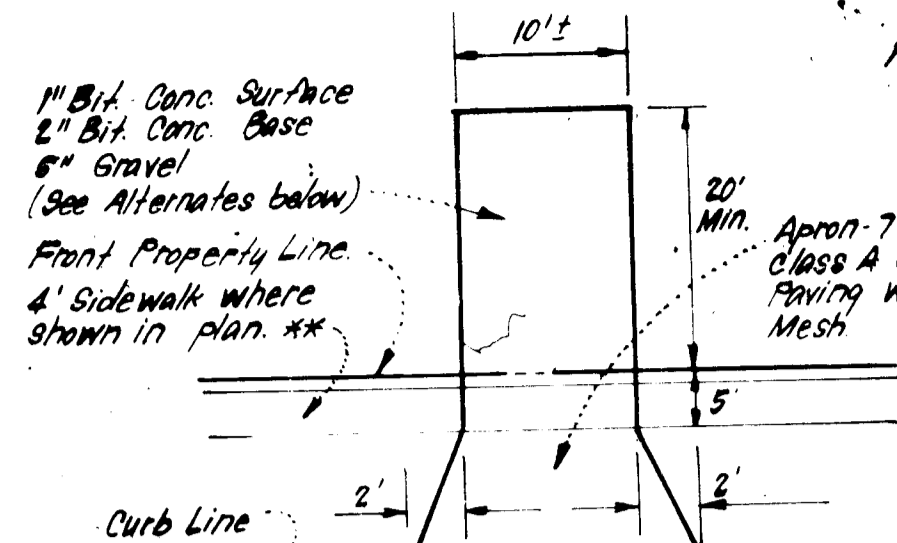 10'±
1" Bit. Conc. Surface
2" Bit. Conc. Base
6" Gravel
(See Alternates below)
Front Property Line
4' Sidewalk where
shown in plan. **
20'
Min.
Apron-7
Class A
Paving
Mesh
5'
2'
2'
Curb Line